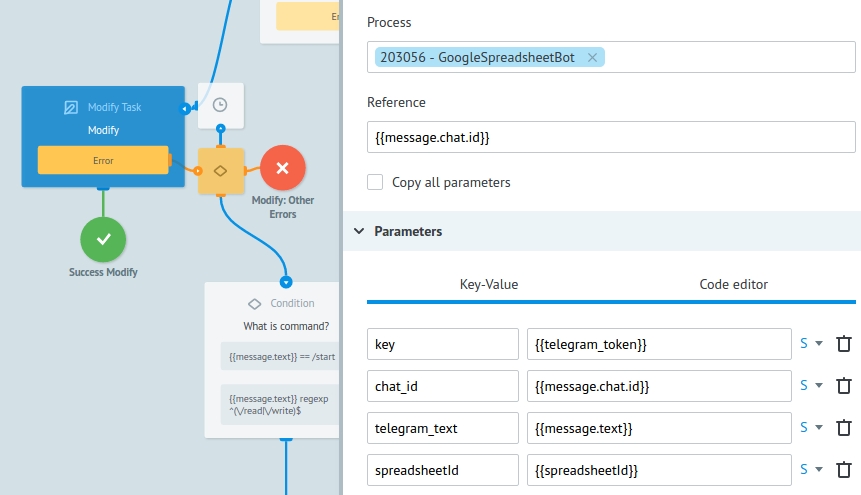 Er
Modify Task
Modify
Error
Success Modify
Modify: Other
Errors
Condition
What is command?
{{message.text}} == /start
{{message.text}} regexp
^(\/read|\/write)$
Process
203056 - GoogleSpreadsheetBot
Reference
{{message.chat.id}}
Copy all parameters
Parameters
Key-Value Code editor
key {{telegram_token}} S
chat_id {{message.chat.id}} S
telegram_text {{message.text}} S
spreadsheetId {{spreadsheetId}} S